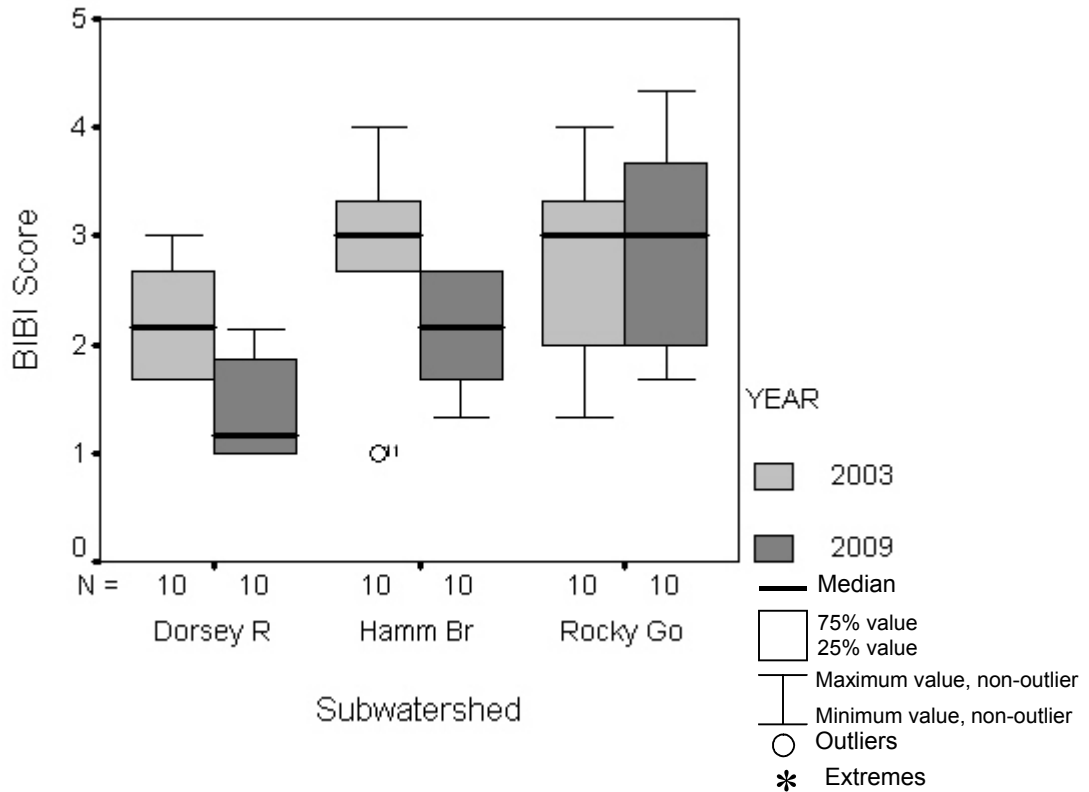 5
4
3
2
1
0
BIBI Score
N = 10 10 10 10 10 10
Dorsey R Hamm Br Rocky Go
Subwatershed
YEAR
2003
2009
Median
75% value
25% value
Maximum value, non-outlier
Minimum value, non-outlier
Outliers
Extremes